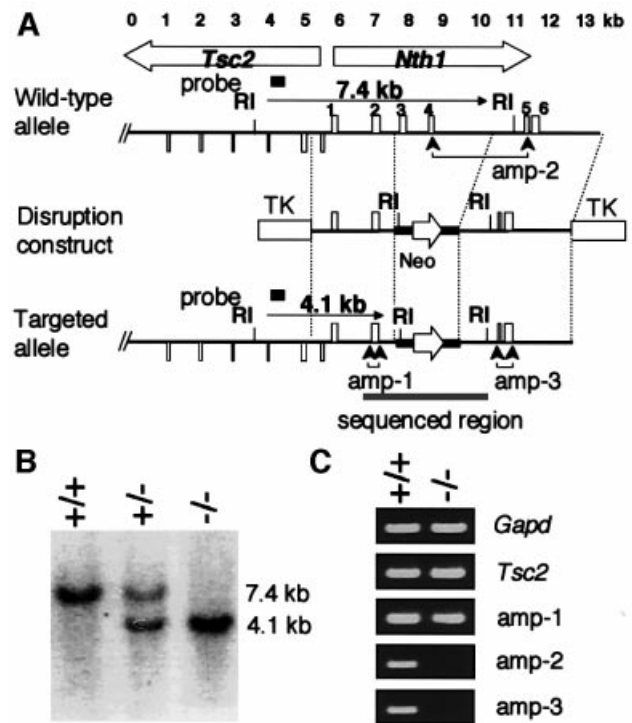 A
0 1 2 3 4 5 6 7 8 9 10 11 12 13 kb
Tsc2 Nth1
probe
7.4 kb
Wild-type allele
RI RI
1 2 3 4 5 6
amp-2
TK TK
Disruption construct
RI RI
Neo
probe
4.1 kb
Targeted allele
RI RI RI
amp-1 amp-3
sequenced region
B
+/+ -/+ -/-
7.4 kb
4.1 kb
C
+/+ -/-
Gapd
Tsc2
amp-1
amp-2
amp-3